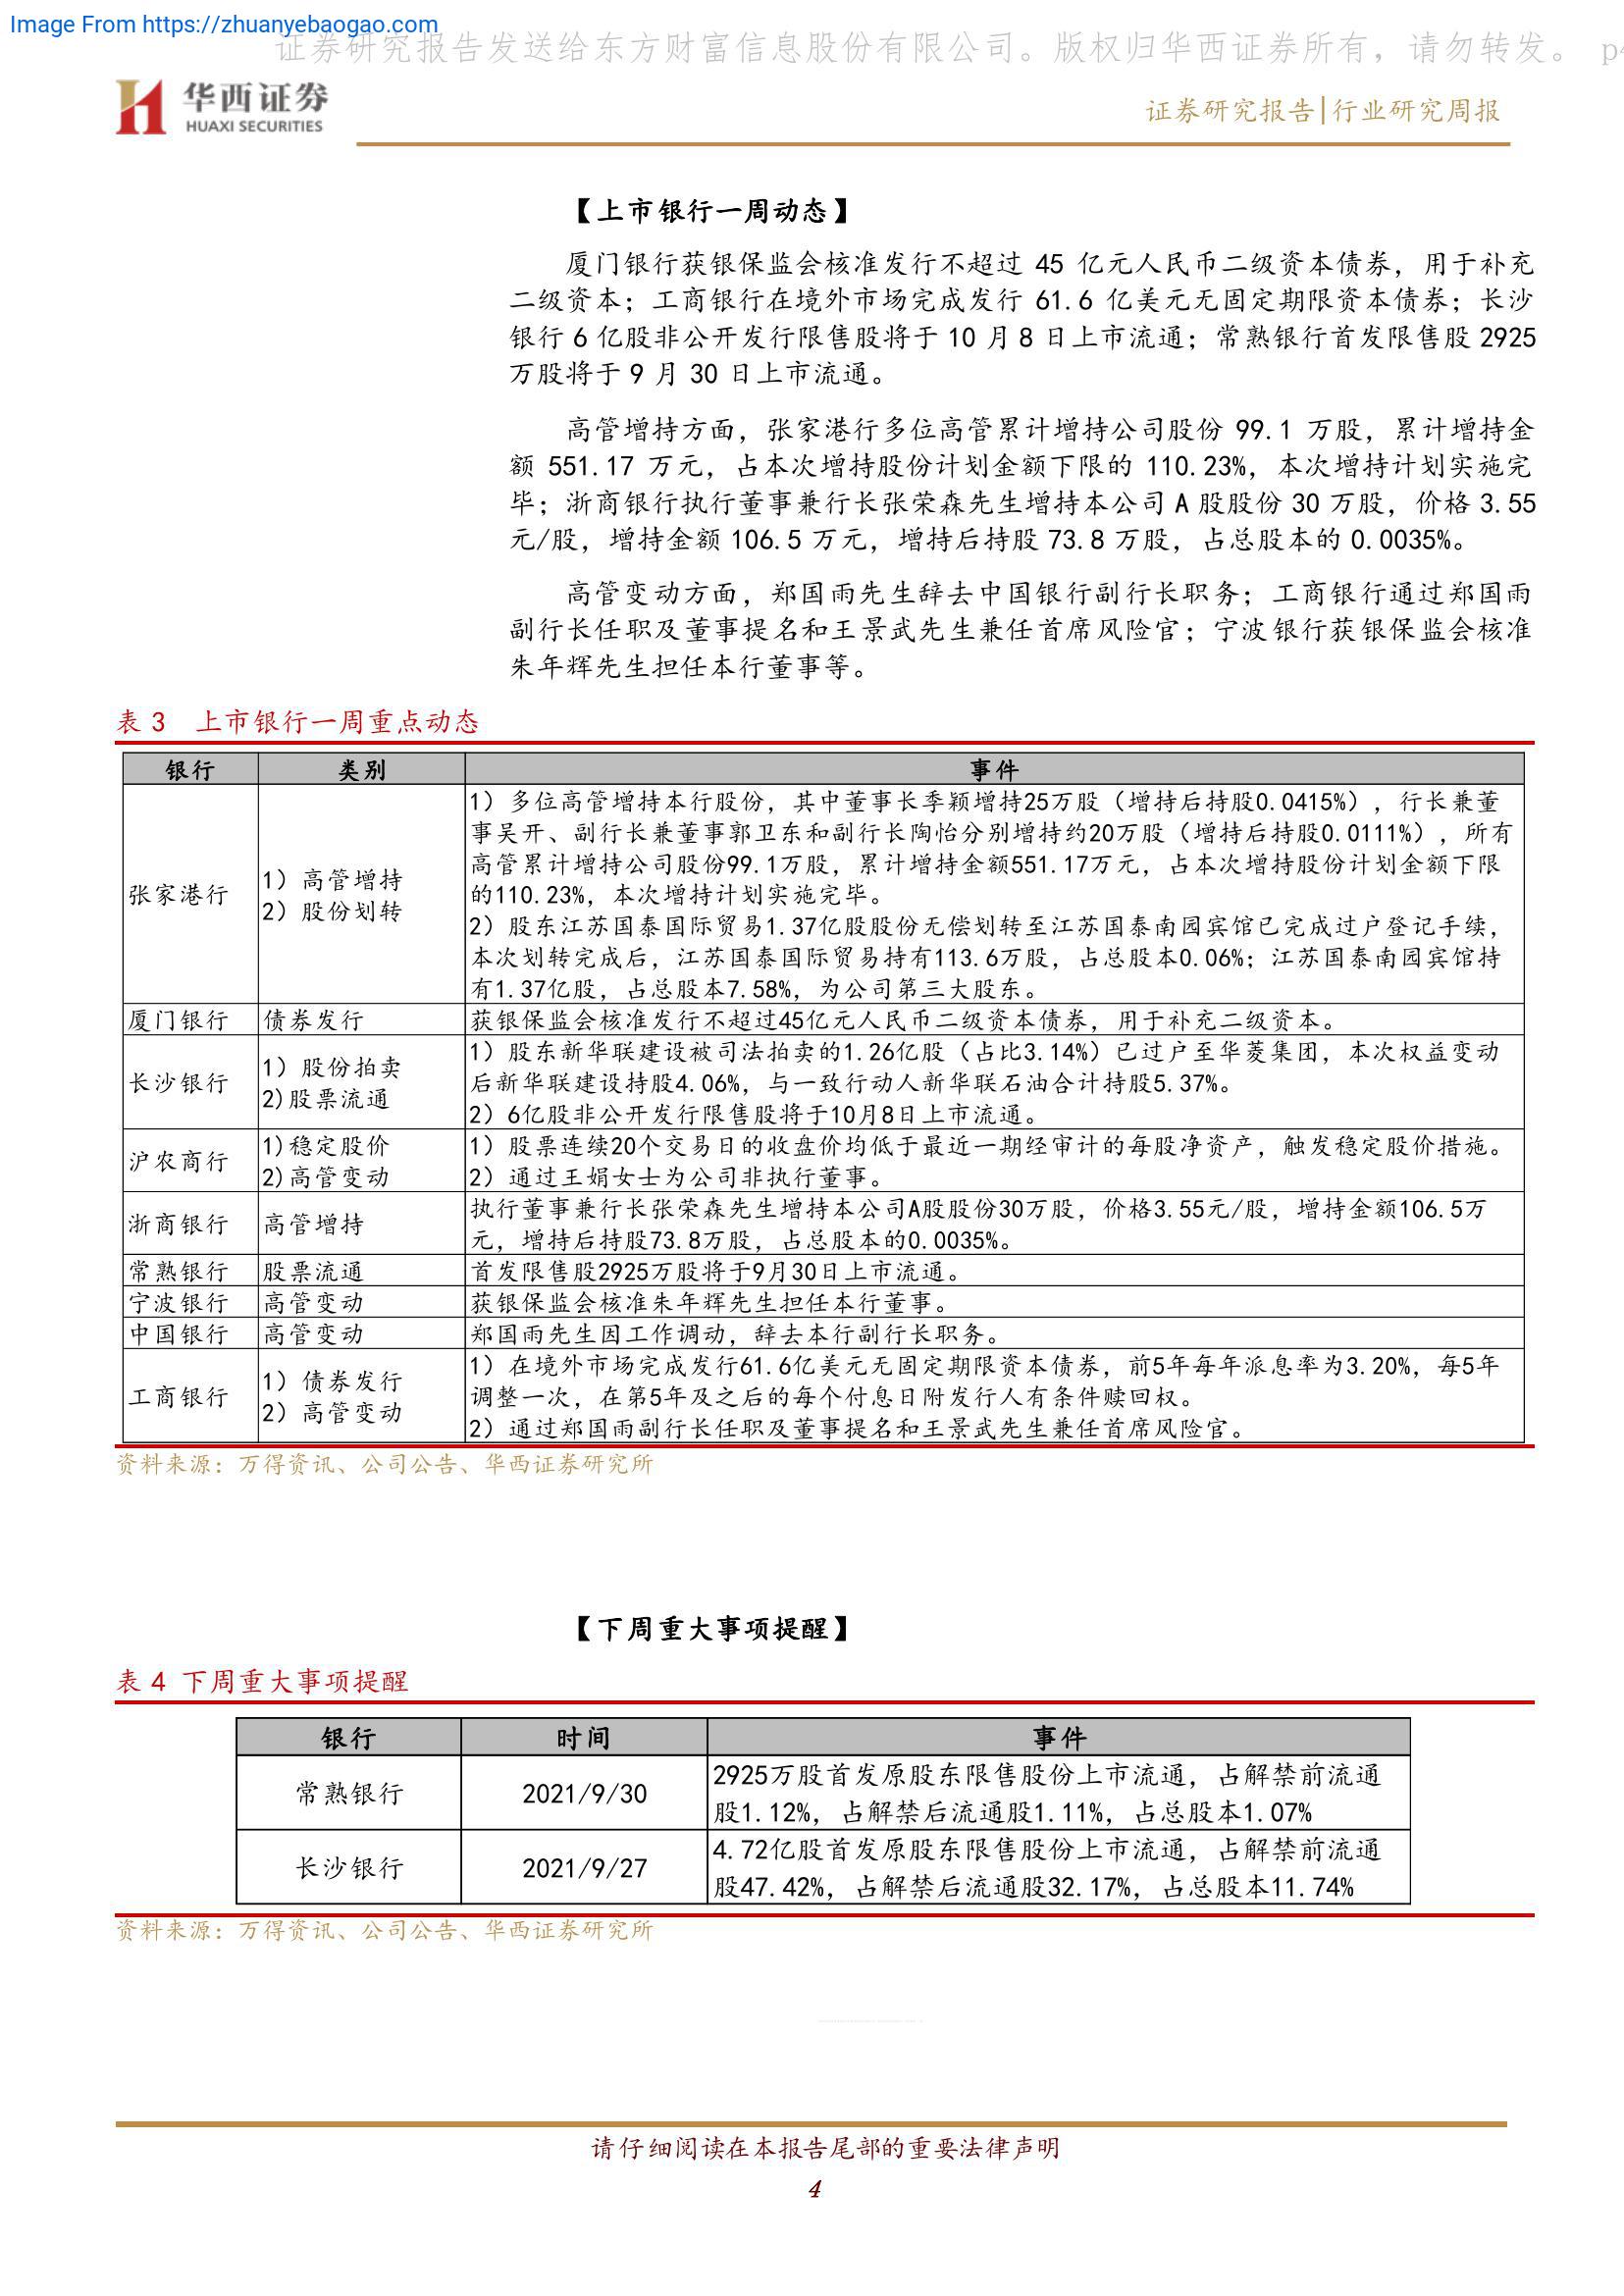 Image From https://zhuanyebaogao.com
证券研究报告发送给东方财富信息股份有限公司。版权归华西证券所有，请勿转发。 p4
华西证券
HUAXI SECURITIES
证券研究报告|行业研究周报
【上市银行一周动态】
厦门银行获银保监会核准发行不超过 45 亿元人民币二级资本债券，用于补充
二级资本；工商银行在境外市场完成发行 61.6 亿美元无固定期限资本债券；长沙
银行 6 亿股非公开发行限售股将于 10 月 8 日上市流通；常熟银行首发限售股 2925
万股将于 9 月 30 日上市流通。
高管增持方面，张家港行多位高管累计增持公司股份 99.1 万股，累计增持金
额 551.17 万元，占本次增持股份计划金额下限的 110.23%，本次增持计划实施完
毕；浙商银行执行董事兼行长张荣森先生增持本公司 A 股股份 30 万股，价格 3.55
元/股，增持金额 106.5 万元，增持后持股 73.8 万股，占总股本的 0.0035%。
高管变动方面，郑国雨先生辞去中国银行副行长职务；工商银行通过郑国雨
副行长任职及董事提名和王景武先生兼任首席风险官；宁波银行获银保监会核准
朱年辉先生担任本行董事等。
表 3 上市银行一周重点动态
银行 类别 事件
张家港行
1）高管增持
2）股份划转
1）多位高管增持本行股份，其中董事长季颖增持25万股（增持后持股0.0415%），行长兼董
事吴开、副行长兼董事郭卫东和副行长陶怡分别增持约20万股（增持后持股0.0111%），所有
高管累计增持公司股份99.1万股，累计增持金额551.17万元，占本次增持股份计划金额下限
的110.23%，本次增持计划实施完毕。
2）股东江苏国泰国际贸易1.37亿股股份无偿划转至江苏国泰南园宾馆已完成过户登记手续，
本次划转完成后，江苏国泰国际贸易持有113.6万股，占总股本0.06%；江苏国泰南园宾馆持
有1.37亿股，占总股本7.58%，为公司第三大股东。
厦门银行 债券发行 获银保监会核准发行不超过45亿元人民币二级资本债券，用于补充二级资本。
长沙银行
1）股份拍卖
2)股票流通
1）股东新华联建设被司法拍卖的1.26亿股（占比3.14%）已过户至华菱集团，本次权益变动
后新华联建设持股4.06%，与一致行动人新华联石油合计持股5.37%。
2）6亿股非公开发行限售股将于10月8日上市流通。
沪农商行
1)稳定股价
2)高管变动
1）股票连续20个交易日的收盘价均低于最近一期经审计的每股净资产，触发稳定股价措施。
2）通过王娟女士为公司非执行董事。
浙商银行 高管增持
执行董事兼行长张荣森先生增持本公司A股股份30万股，价格3.55元/股，增持金额106.5万
元，增持后持股73.8万股，占总股本的0.0035%。
常熟银行 股票流通 首发限售股2925万股将于9月30日上市流通。
宁波银行 高管变动 获银保监会核准朱年辉先生担任本行董事。
中国银行 高管变动 郑国雨先生因工作调动，辞去本行副行长职务。
工商银行
1）债券发行
2）高管变动
1）在境外市场完成发行61.6亿美元无固定期限资本债券，前5年每年派息率为3.20%，每5年
调整一次，在第5年及之后的每个付息日附发行人有条件赎回权。
2）通过郑国雨副行长任职及董事提名和王景武先生兼任首席风险官。
资料来源：万得资讯、公司公告、华西证券研究所
【下周重大事项提醒】
表 4 下周重大事项提醒
银行 时间 事件
常熟银行 2021/9/30
2925万股首发原股东限售股份上市流通，占解禁前流通
股1.12%，占解禁后流通股1.11%，占总股本1.07%
长沙银行 2021/9/27
4.72亿股首发原股东限售股份上市流通，占解禁前流通
股47.42%，占解禁后流通股32.17%，占总股本11.74%
资料来源：万得资讯、公司公告、华西证券研究所
请仔细阅读在本报告尾部的重要法律声明
4